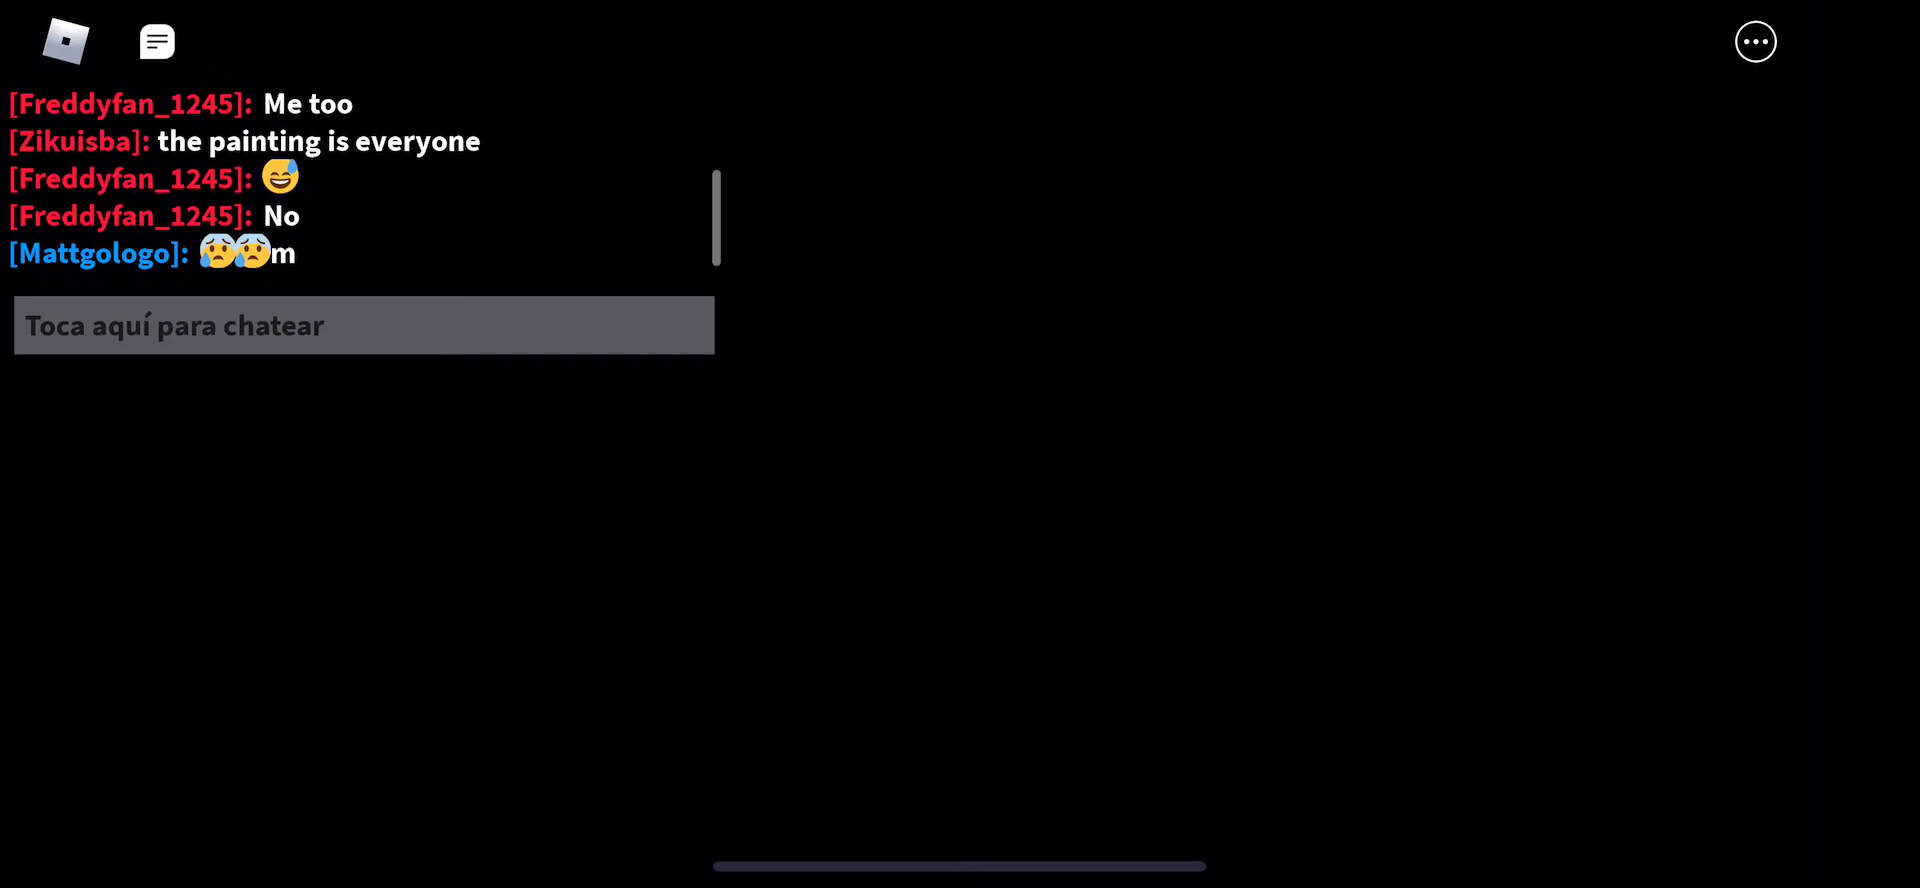 [Freddyfan_1245]: Me too
[Zikuisba]: the painting is everyone
[Freddyfan_1245]: 😅
[Freddyfan_1245]: No
[Mattgologo]: 😰😰m
Toca aquí para chatear